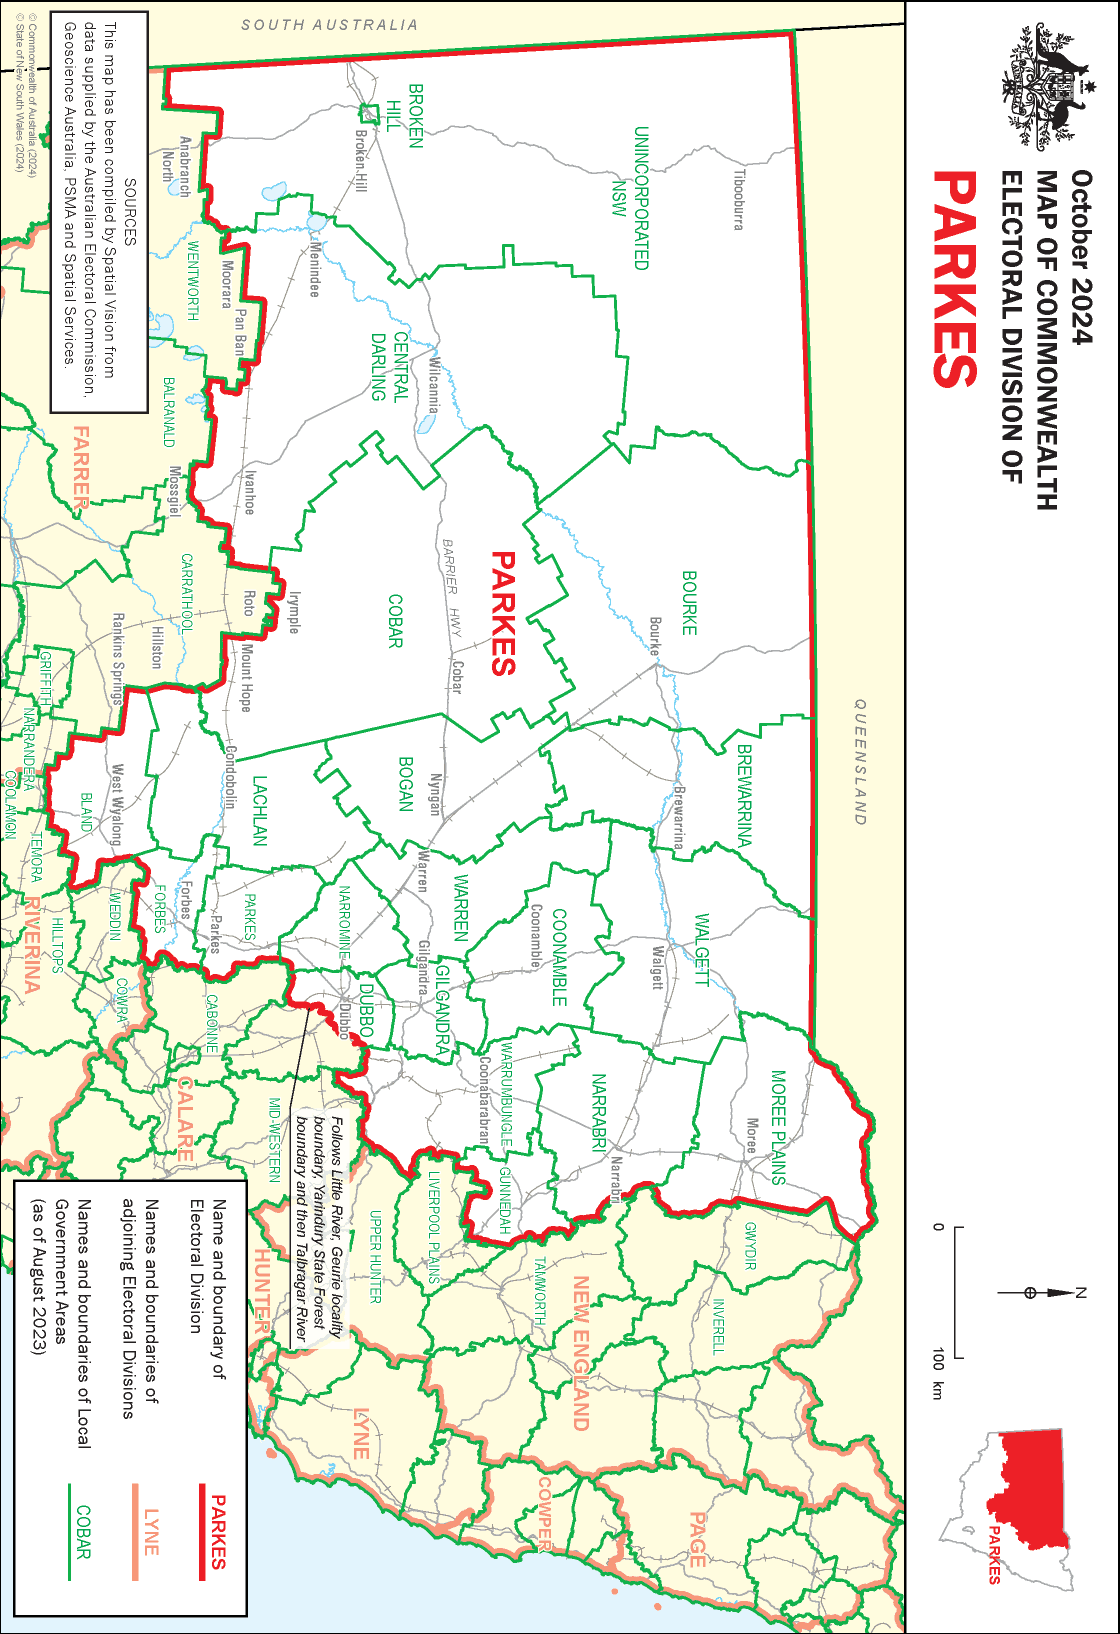 October 2024
MAP OF COMMONWEALTH
ELECTORAL DIVISION OF
PARKES
AUSTRALIA
N
0
100 km
PARKES
SOUTH AUSTRALIA
QUEENSLAND
Tibooburra
UNINCORPORATED
NSW
BROKEN
HILL
Broken Hill
Menindee
Anabranch
North
WENTWORTH
Moorara
Pan Ban
CENTRAL
DARLING
Wilcannia
BALRANALD
FARRER
Mossgiel
Ivanhoe
BARRIER HWY
PARKES
COBAR
Cobar
BOURKE
Bourke
CARRATHOOL
Roto
Irymple
Mount Hope
Hillston
Rankins Springs
GRIFFITH
NARRANDERA
COOLAMON
TEMORA
BREWARRINA
Brewarrina
BOGAN
Nyngan
LACHLAN
Condobolin
West Wyalong
BLAND
WALGETT
Walgett
COONAMBLE
Coonamble
WARREN
Warren
NARROMINE
PARKES
Parkes
FORBES
Forbes
WEDDIN
HILLTOPS
RIVERINA
COWRA
CABONNE
GILGANDRA
Gilgandra
DUBBO
Dubbo
MOREE PLAINS
Moree
NARRABRI
Narrabri
WARRUMBUNGLE
Coonabarabran
GUNNEDAH
LIVERPOOL PLAINS
MID-WESTERN
CALARE
UPPER HUNTER
HUNTER
GWYDIR
INVERELL
TAMWORTH
NEW ENGLAND
LYNE
COWPER
PAGE
Follows Little River, Geurie locality
boundary, Yarindury State Forest
boundary and then Talbragar River
SOURCES
This map has been compiled by Spatial Vision from
data supplied by the Australian Electoral Commission,
Geoscience Australia, PSMA and Spatial Services.
© Commonwealth of Australia (2024)
© State of New South Wales (2024)
Name and boundary of
Electoral Division
PARKES
Names and boundaries of
adjoining Electoral Divisions
LYNE
Names and boundaries of Local
Government Areas
(as of August 2023)
COBAR